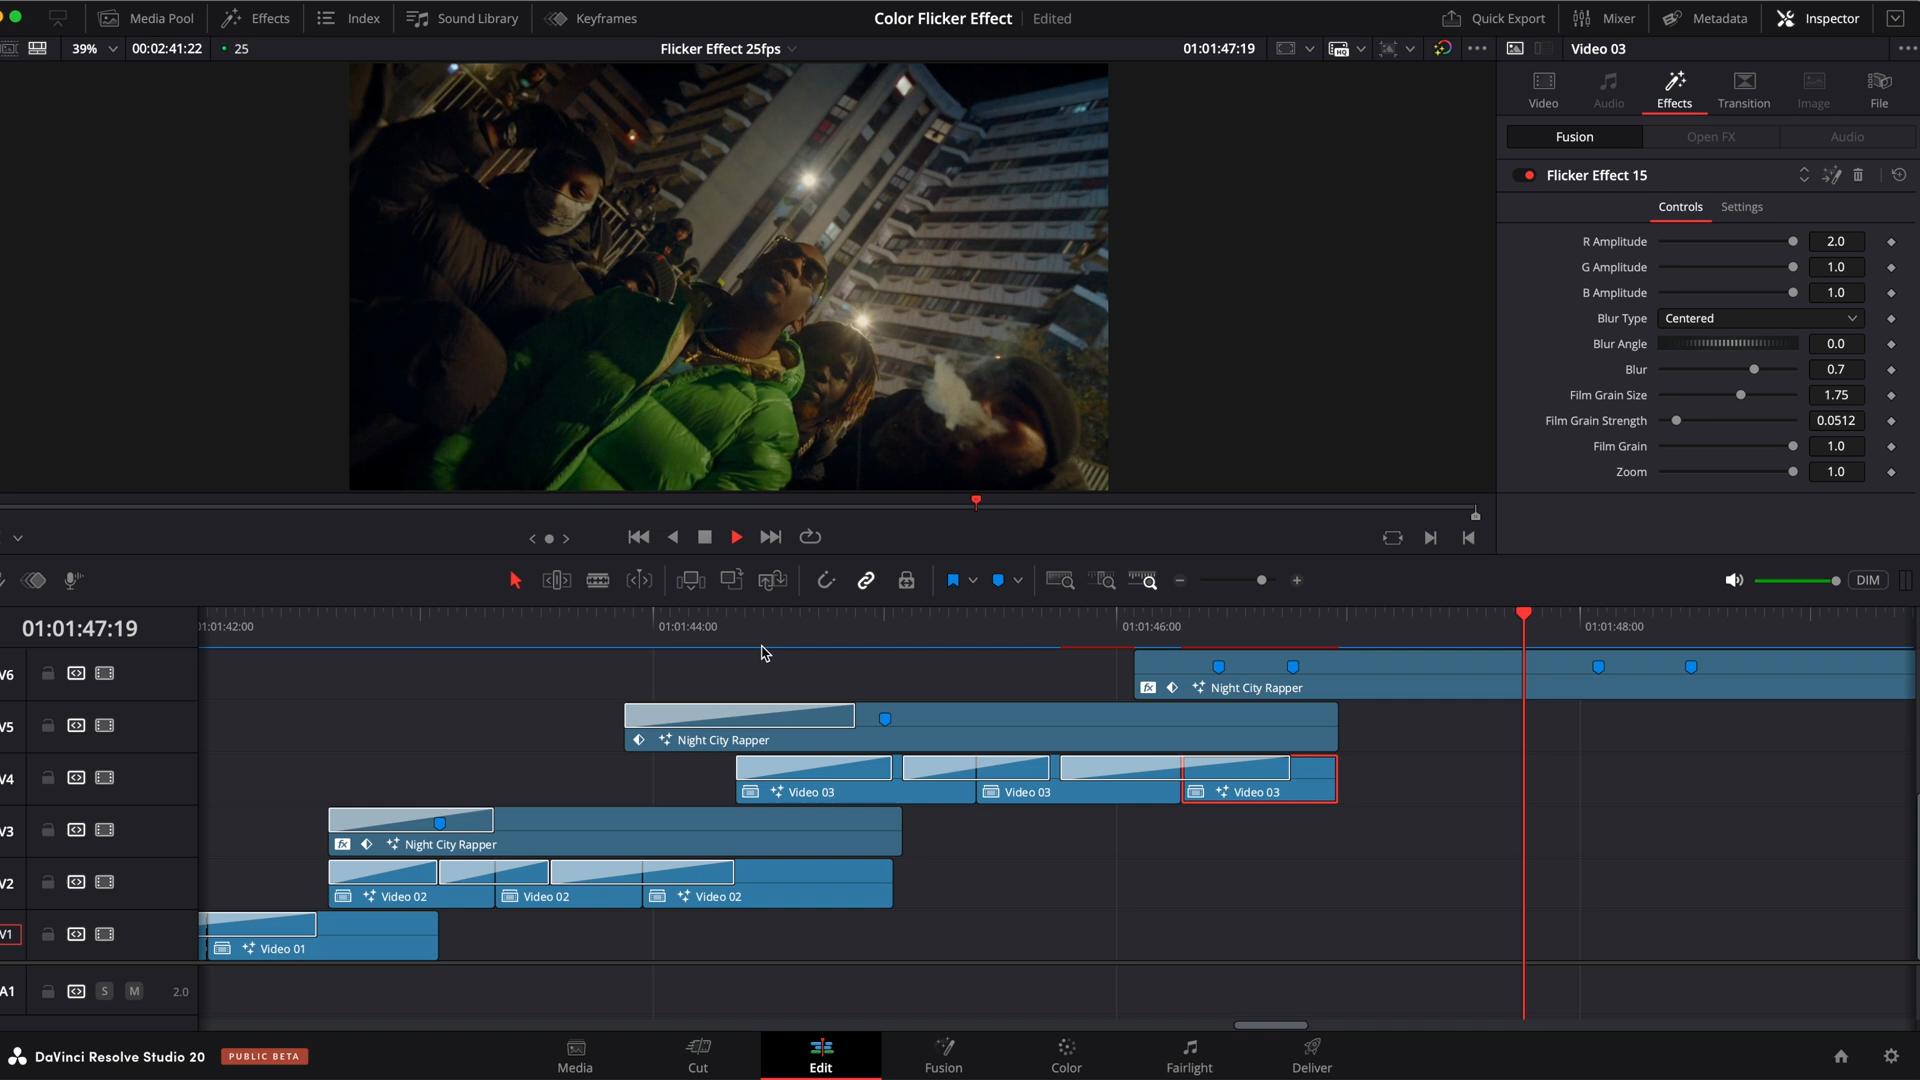 Media Pool Effects Index Sound Library Keyframes Color Flicker Effect Edited Quick Export Mixer Metadata Inspector
39% 00:02:41:22 25 Flicker Effect 25fps 01:01:47:19 Video 03
Video Audio Effects Transition Image File
Fusion Open FX Audio
Flicker Effect 15
Controls Settings
R Amplitude 2.0
G Amplitude 1.0
B Amplitude 1.0
Blur Type Centered
Blur Angle 0.0
Blur 0.7
Film Grain Size 1.75
Film Grain Strength 0.0512
Film Grain 1.0
Zoom 1.0
DIM
01:01:47:19 01:01:42:00 01:01:44:00 01:01:46:00 01:01:48:00
V6 fx Night City Rapper
V5 Night City Rapper
V4 Video 03 Video 03 Video 03
V3 fx Night City Rapper
V2 Video 02 Video 02 Video 02
V1 Video 01
A1 S M 2.0
DaVinci Resolve Studio 20 PUBLIC BETA Media Cut Edit Fusion Color Fairlight Deliver